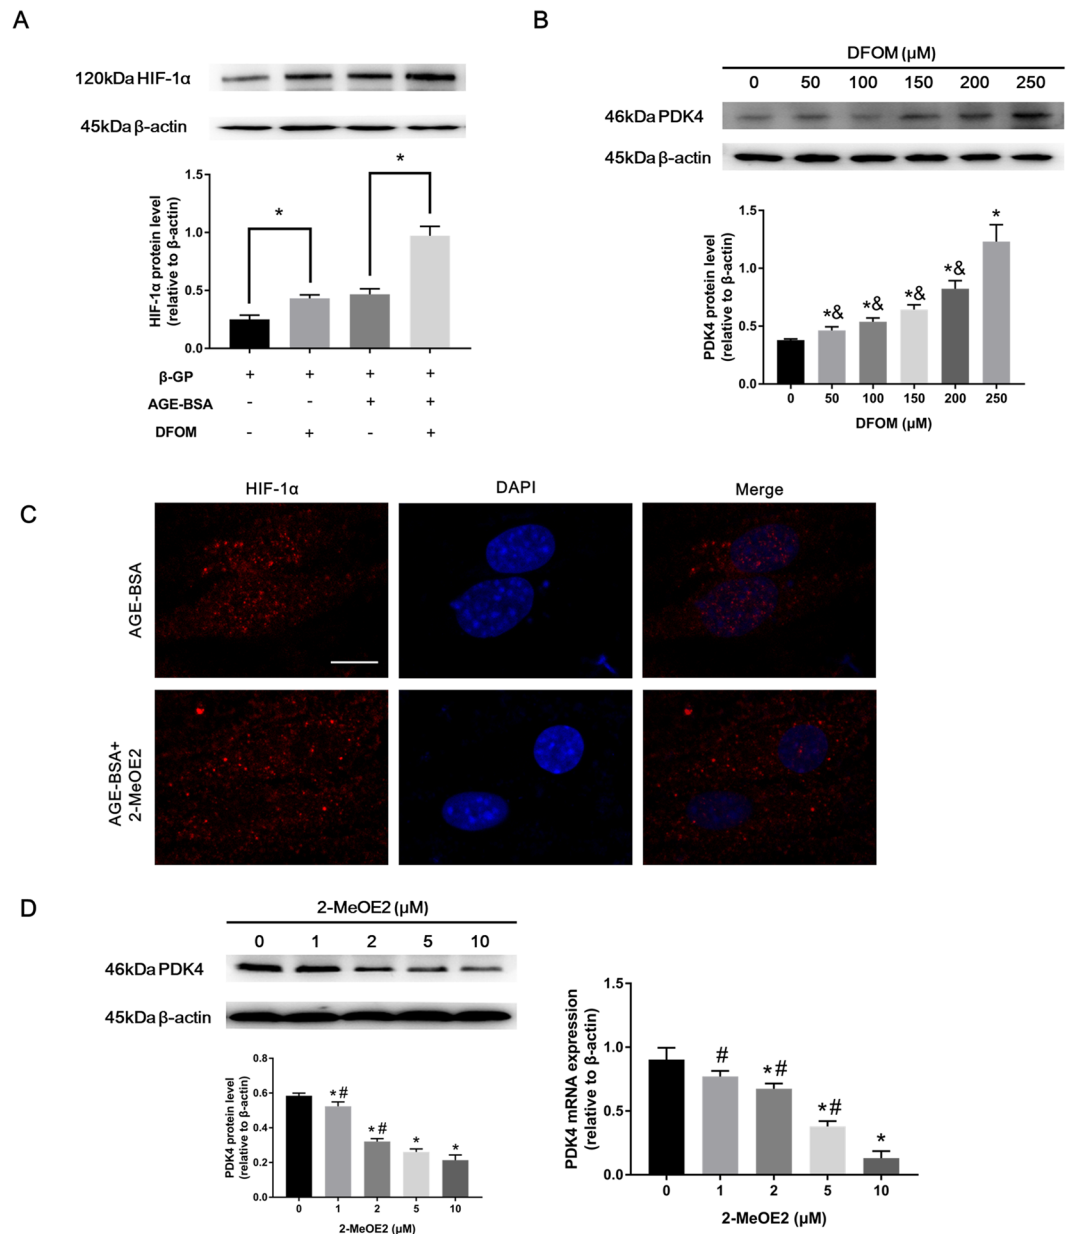 A
120kDa HIF-1α
45kDa β-actin
HIF-1α protein level
(relative to β-actin)
1.5
1.0
0.5
0.0
*
*
β-GP + + + +
AGE-BSA - - + +
DFOM - + - +
B
DFOM (μM)
0 50 100 150 200 250
46kDa PDK4
45kDa β-actin
PDK4 protein level
(relative to β-actin)
1.5
1.0
0.5
0.0
*& *& *& *& *
0 50 100 150 200 250
DFOM (μM)
C
HIF-1α DAPI Merge
AGE-BSA
AGE-BSA+
2-MeOE2
D
2-MeOE2 (μM)
0 1 2 5 10
46kDa PDK4
45kDa β-actin
PDK4 protein level
(relative to β-actin)
0.8
0.6
0.4
0.2
0.0
*# *# * *
0 1 2 5 10
2-MeOE2 (μM)
PDK4 mRNA expression
(relative to β-actin)
1.5
1.0
0.5
0.0
# *# *# *
0 1 2 5 10
2-MeOE2 (μM)